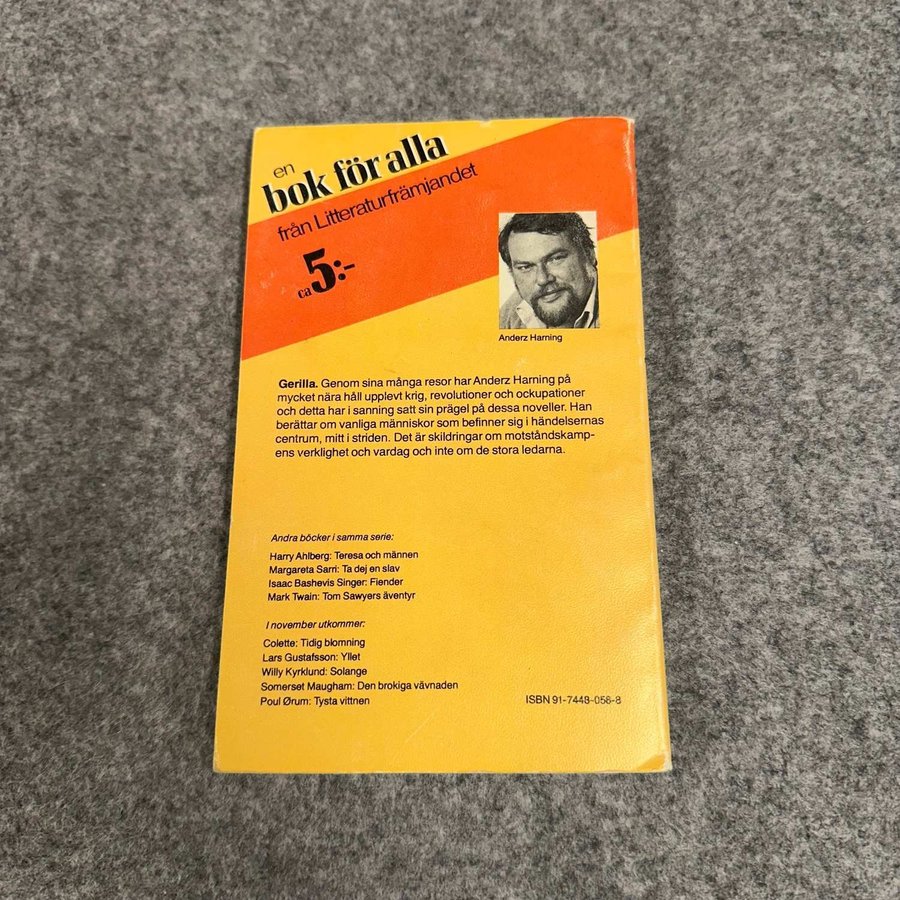 en
bok för alla
från Litteraturfrämjandet
ca 5:-
Anderz Harning
Gerilla. Genom sina många resor har Anderz Harning på
mycket nära håll upplevt krig, revolutioner och ockupationer
och detta har i sanning satt sin prägel på dessa noveller. Han
berättar om vanliga människor som befinner sig i händelsernas
centrum, mitt i striden. Det är skildringar om motståndskamp-
ens verklighet och vardag och inte om de stora ledarna.
Andra böcker i samma serie:
Harry Ahlberg: Teresa och männen
Margareta Sarri: Ta dej en slav
Isaac Bashevis Singer: Fiender
Mark Twain: Tom Sawyers äventyr
I november utkommer:
Colette: Tidig blomning
Lars Gustafsson: Yllet
Willy Kyrklund: Solange
Somerset Maugham: Den brokiga vävnaden
Poul Ørum: Tysta vittnen
ISBN 91-7448-056-8